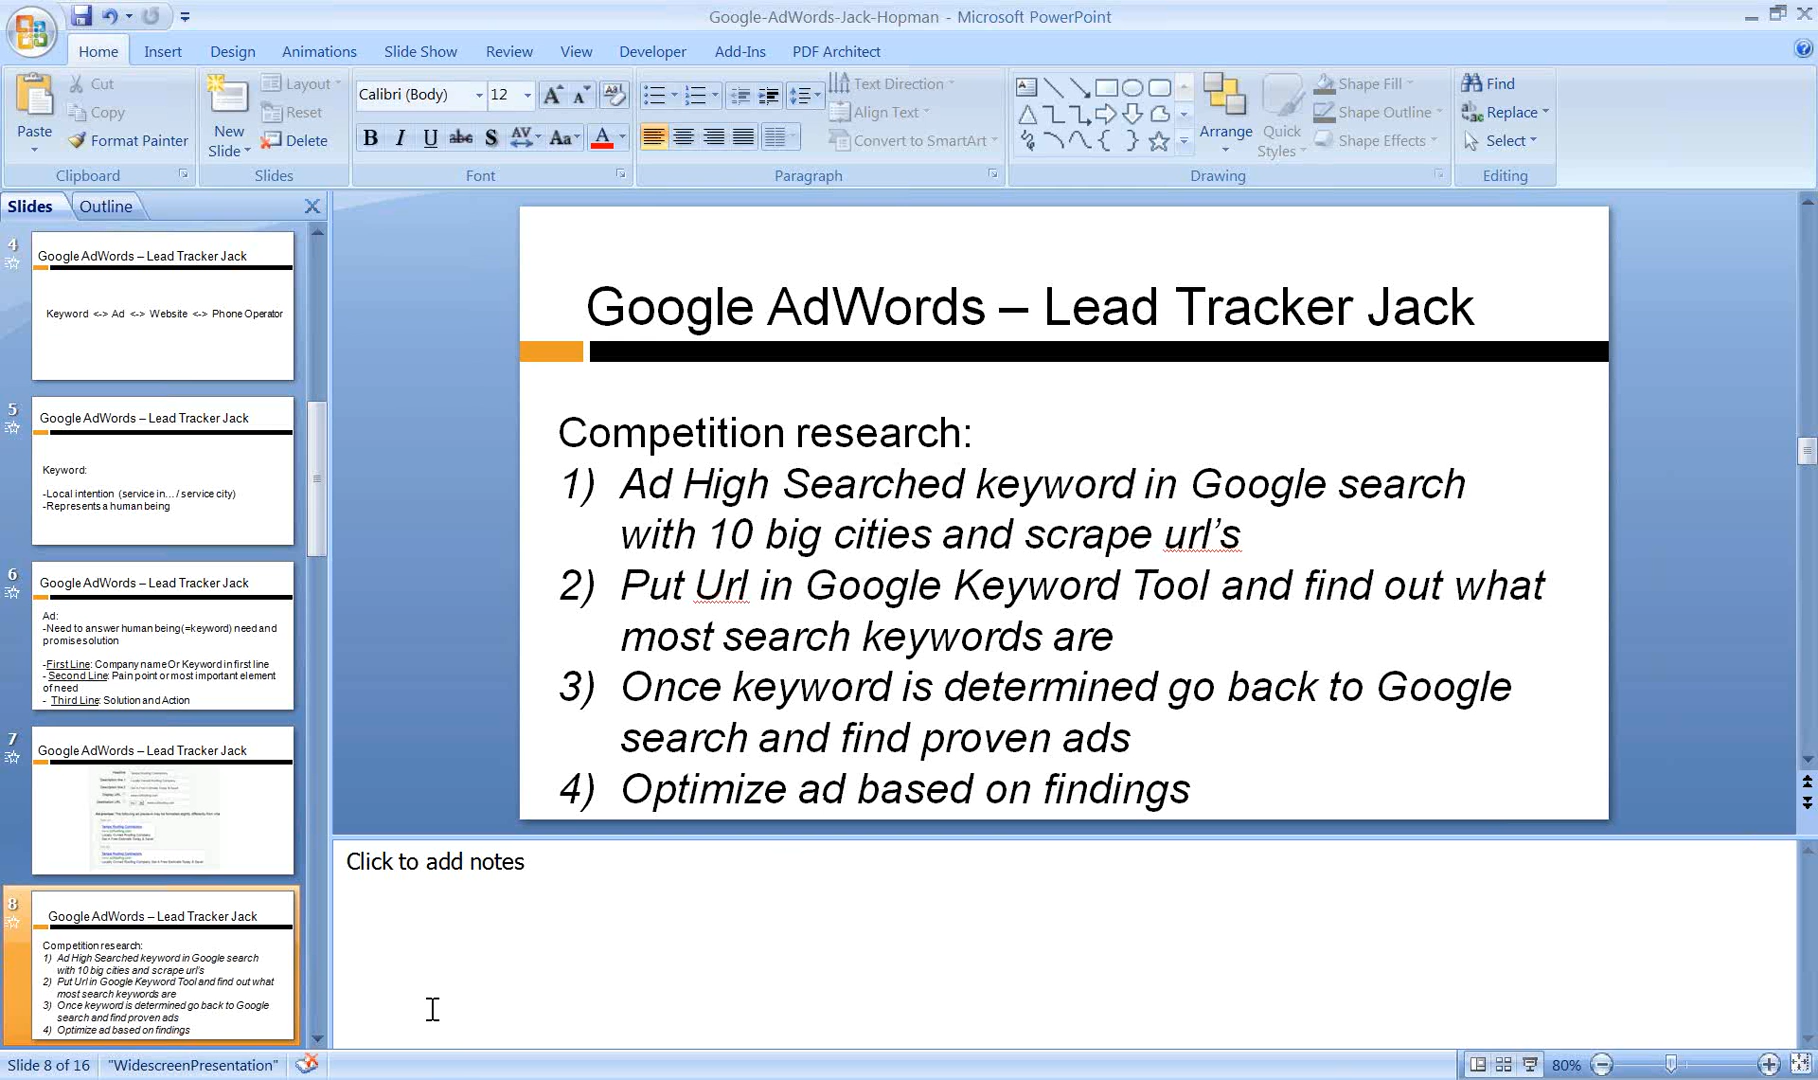 Google-AdWords-Jack-Hopman - Microsoft PowerPoint
Home Insert Design Animations Slide Show Review View Developer Add-Ins PDF Architect
Paste
Cut
Copy
Format Painter
Clipboard
New
Slide
Layout
Reset
Delete
Slides
Calibri (Body) 12
B I U abc S AV Aa A
Font
Text Direction
Align Text
Convert to SmartArt
Paragraph
Arrange
Quick
Styles
Shape Fill
Shape Outline
Shape Effects
Drawing
Find
Replace
Select
Editing
Slides Outline
4
Google AdWords – Lead Tracker Jack
Keyword <-> Ad <-> Website <-> Phone Operator
5
Google AdWords – Lead Tracker Jack
Keyword:
-Local intention (service in... / service city)
-Represents a human being
6
Google AdWords – Lead Tracker Jack
Ad:
-Need to answer human being(=keyword) need and
promise solution
-First Line: Company name Or Keyword in first line
- Second Line: Pain point or most important element
of need
- Third Line: Solution and Action
7
Google AdWords – Lead Tracker Jack
8
Google AdWords – Lead Tracker Jack
Competition research:
1) Ad High Searched keyword in Google search
with 10 big cities and scrape url's
2) Put Url in Google Keyword Tool and find out what
most search keywords are
3) Once keyword is determined go back to Google
search and find proven ads
4) Optimize ad based on findings
Google AdWords – Lead Tracker Jack
Competition research:
1) Ad High Searched keyword in Google search
with 10 big cities and scrape url’s
2) Put Url in Google Keyword Tool and find out what
most search keywords are
3) Once keyword is determined go back to Google
search and find proven ads
4) Optimize ad based on findings
Click to add notes
Slide 8 of 16 "WidescreenPresentation" 80%